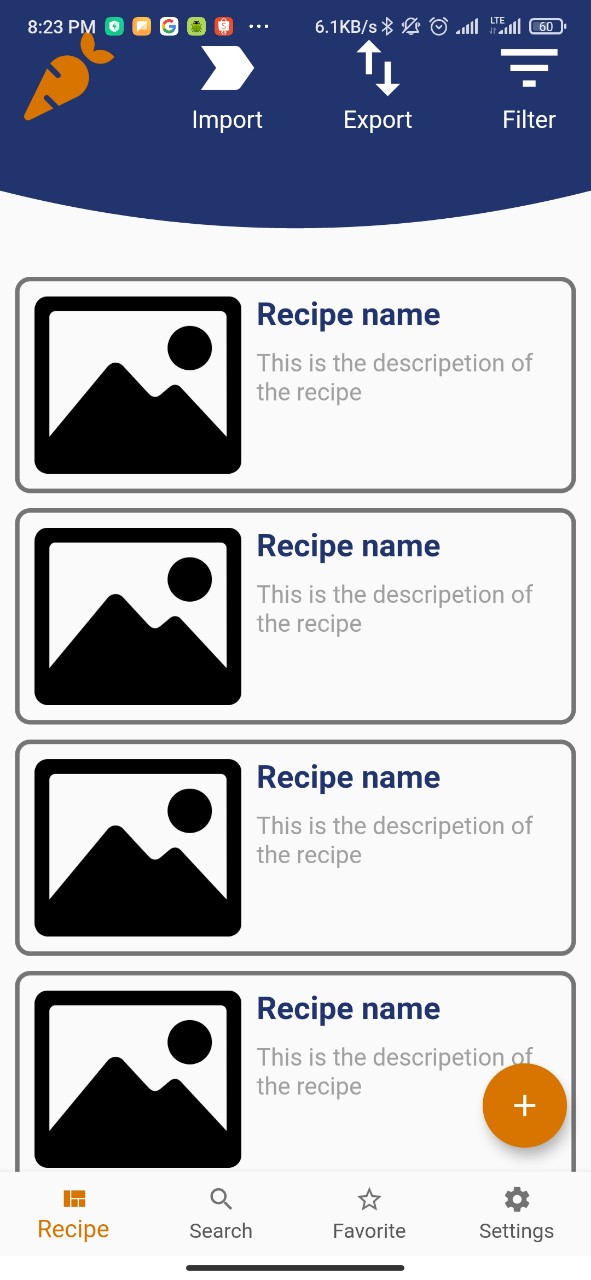 8:23 PM ... 6.1KB/s LTE 60
Import Export Filter
Recipe name
This is the descripetion of
the recipe
Recipe name
This is the descripetion of
the recipe
Recipe name
This is the descripetion of
the recipe
Recipe name
This is the descripetion of
the recipe
+
Recipe Search Favorite Settings